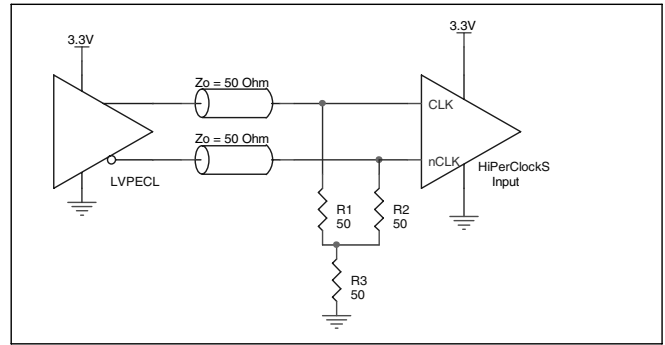 3.3V
3.3V
Zo = 50 Ohm
CLK
Zo = 50 Ohm
nCLK
LVPECL
HiPerClockS
Input
R1
50
R2
50
R3
50